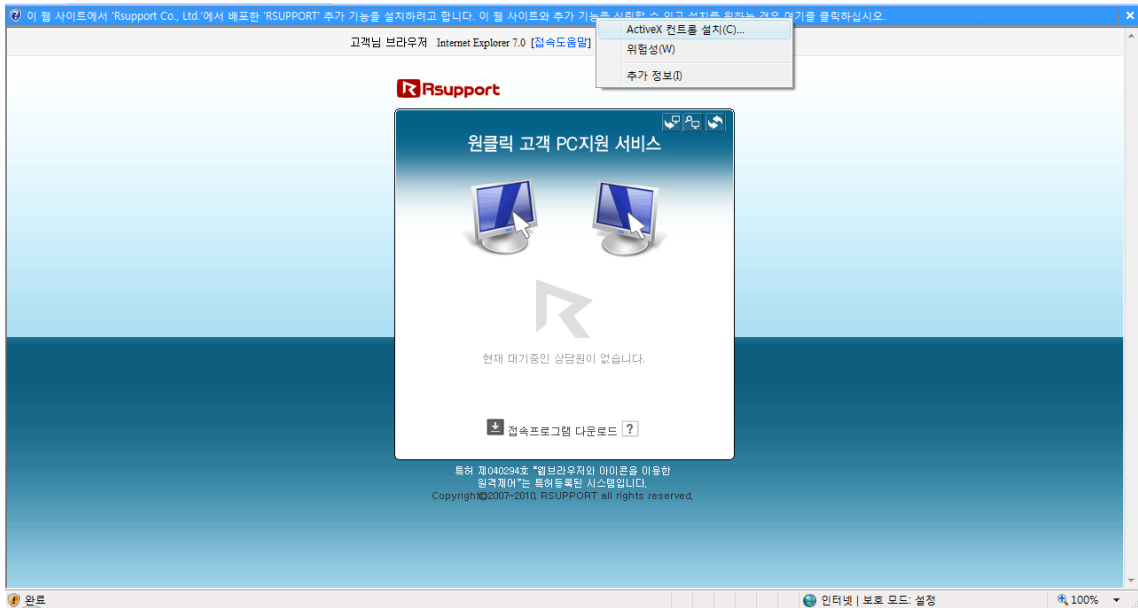 이 웹 사이트에서 'Rsupport Co., Ltd.'에서 배포한 'RSUPPORT' 추가 기능을 설치하려고 합니다. 이 웹 사이트와 추가 기능을 신뢰할 수 있고 설치를 원하는 경우 여기를 클릭하십시오.
ActiveX 컨트롤 설치(C)...
위험성(W)
추가 정보(I)
고객님 브라우저 Internet Explorer 7.0 [접속도움말]
Rsupport
원클릭 고객 PC지원 서비스
현재 대기중인 상담원이 없습니다.
접속프로그램 다운로드 ?
특허 제040294호 "웹브라우저와 아이콘을 이용한
원격제어"는 특허등록된 시스템입니다.
Copyright©2007-2010, RSUPPORT all rights reserved.
완료
인터넷 | 보호 모드: 설정
100%